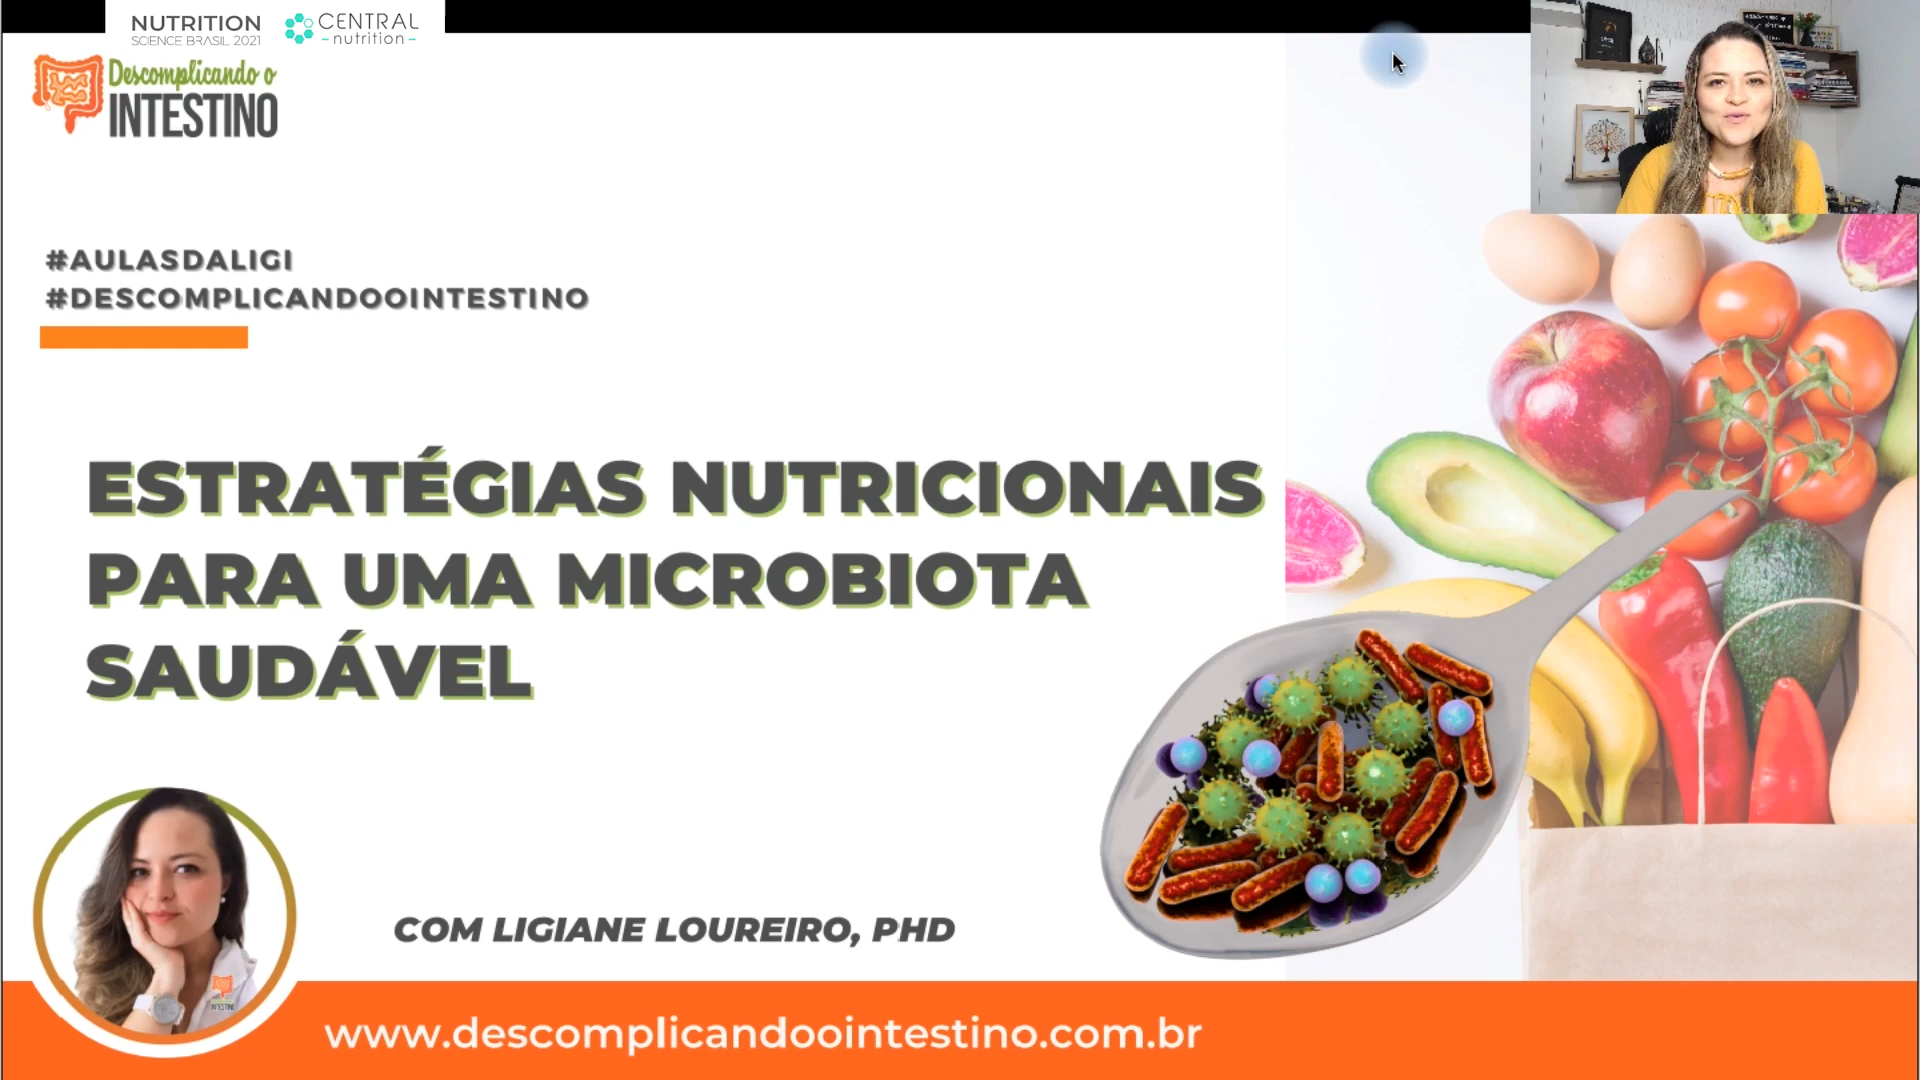 NUTRITION
SCIENCE BRASIL 2021
CENTRAL
nutrition
Descomplicando o
INTESTINO
#AULASDALIGI
#DESCOMPLICANDOOINTESTINO
ESTRATÉGIAS NUTRICIONAIS
PARA UMA MICROBIOTA
SAUDÁVEL
COM LIGIANE LOUREIRO, PHD
INTESTINO
www.descomplicandoointestino.com.br